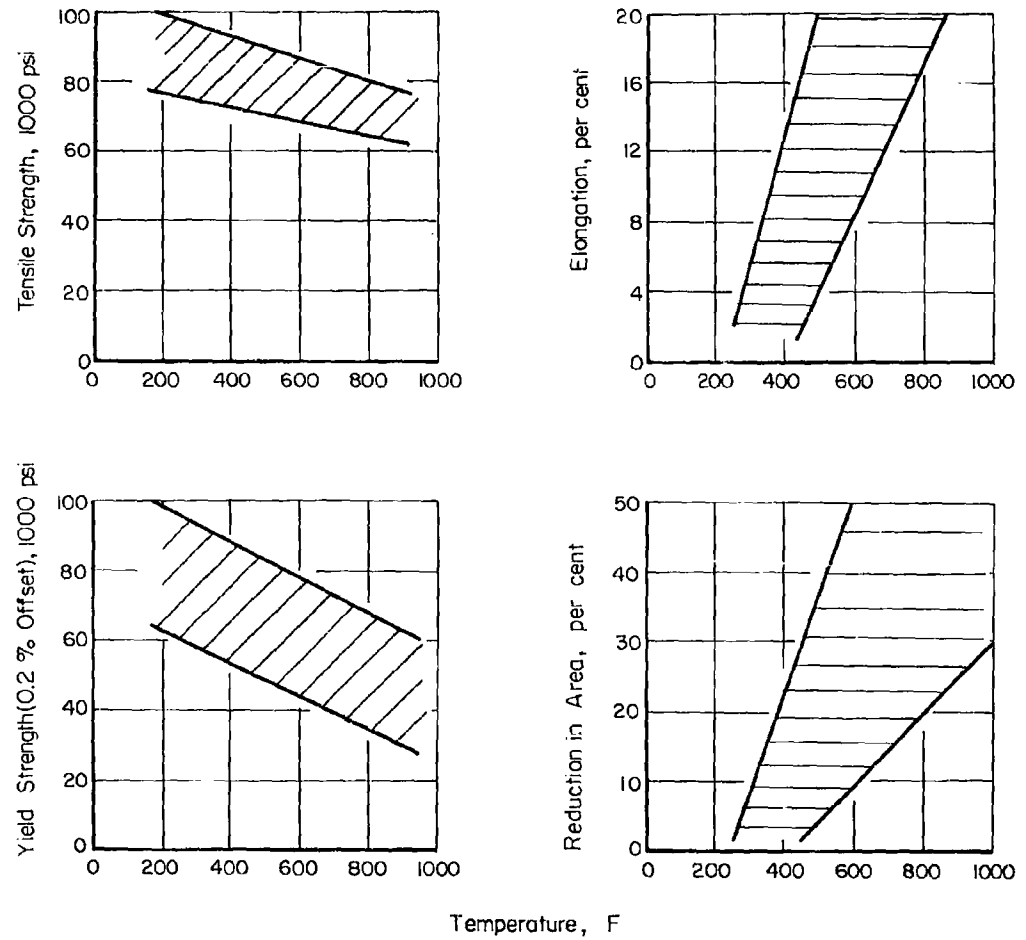 Tensile Strength, 1000 psi
100
80
60
40
20
0
0 200 400 600 800 1000
Elongation, per cent
20
16
12
8
4
0
0 200 400 600 800 1000
Yield Strength(0.2 % Offset), 1000 psi
100
80
60
40
20
0
0 200 400 600 800 1000
Reduction in Area, per cent
50
40
30
20
10
0
0 200 400 600 800 1000
Temperature, F